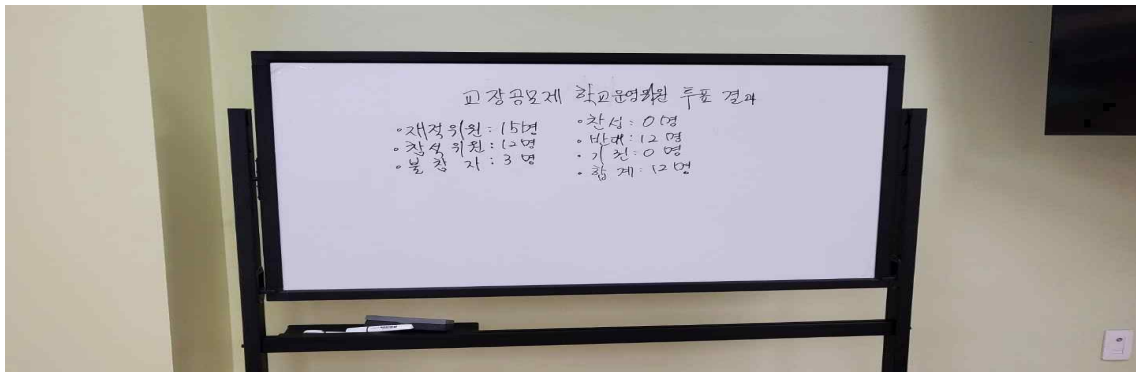 교장공모제 학교운영위원 투표 결과
·재적위원 : 15명
·참석위원 : 12명
·불참자 : 3명
·찬성 : 0명
·반대 : 12명
·기권 : 0명
·합계 : 12명